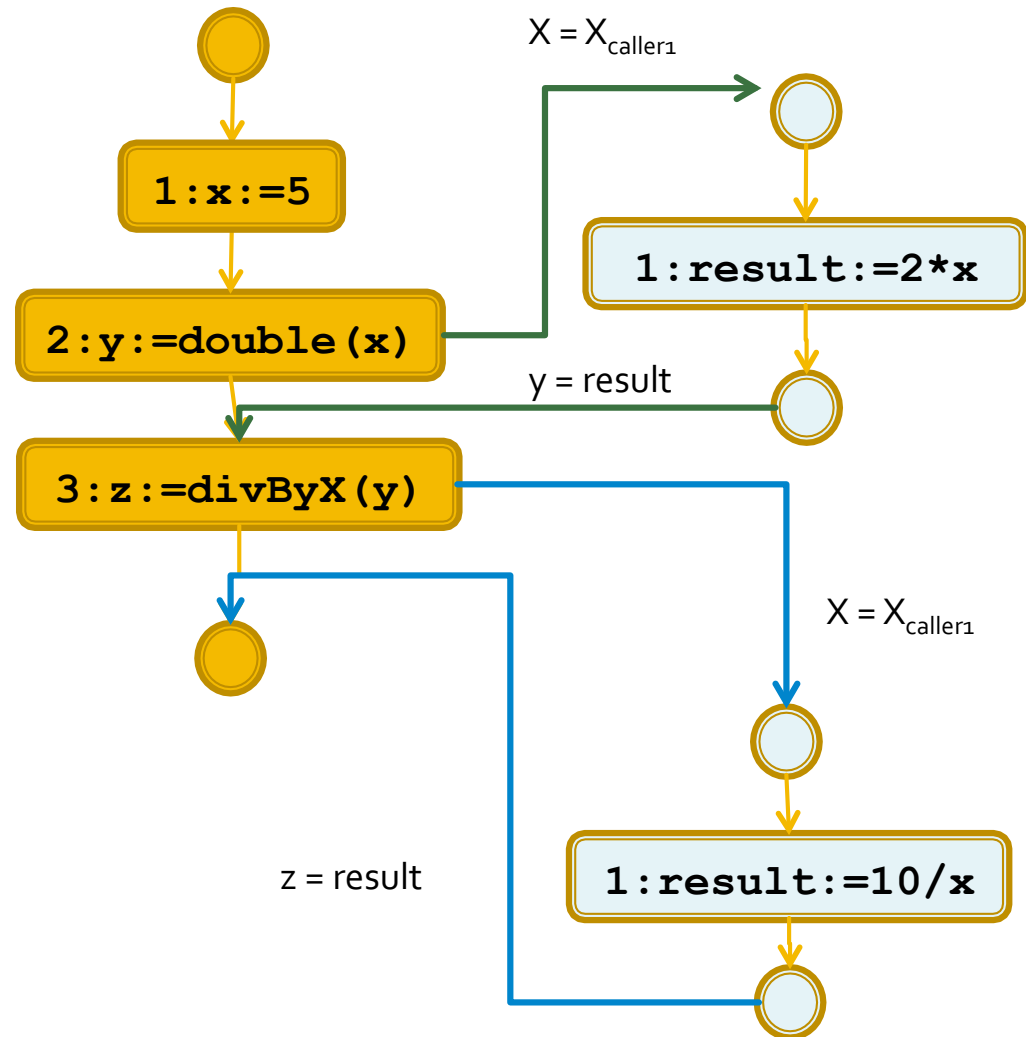 X = Xcaller1
1:x:=5
1:result:=2*x
2:y:=double(x)
y = result
3:z:=divByX(y)
X = Xcaller1
z = result
1:result:=10/x